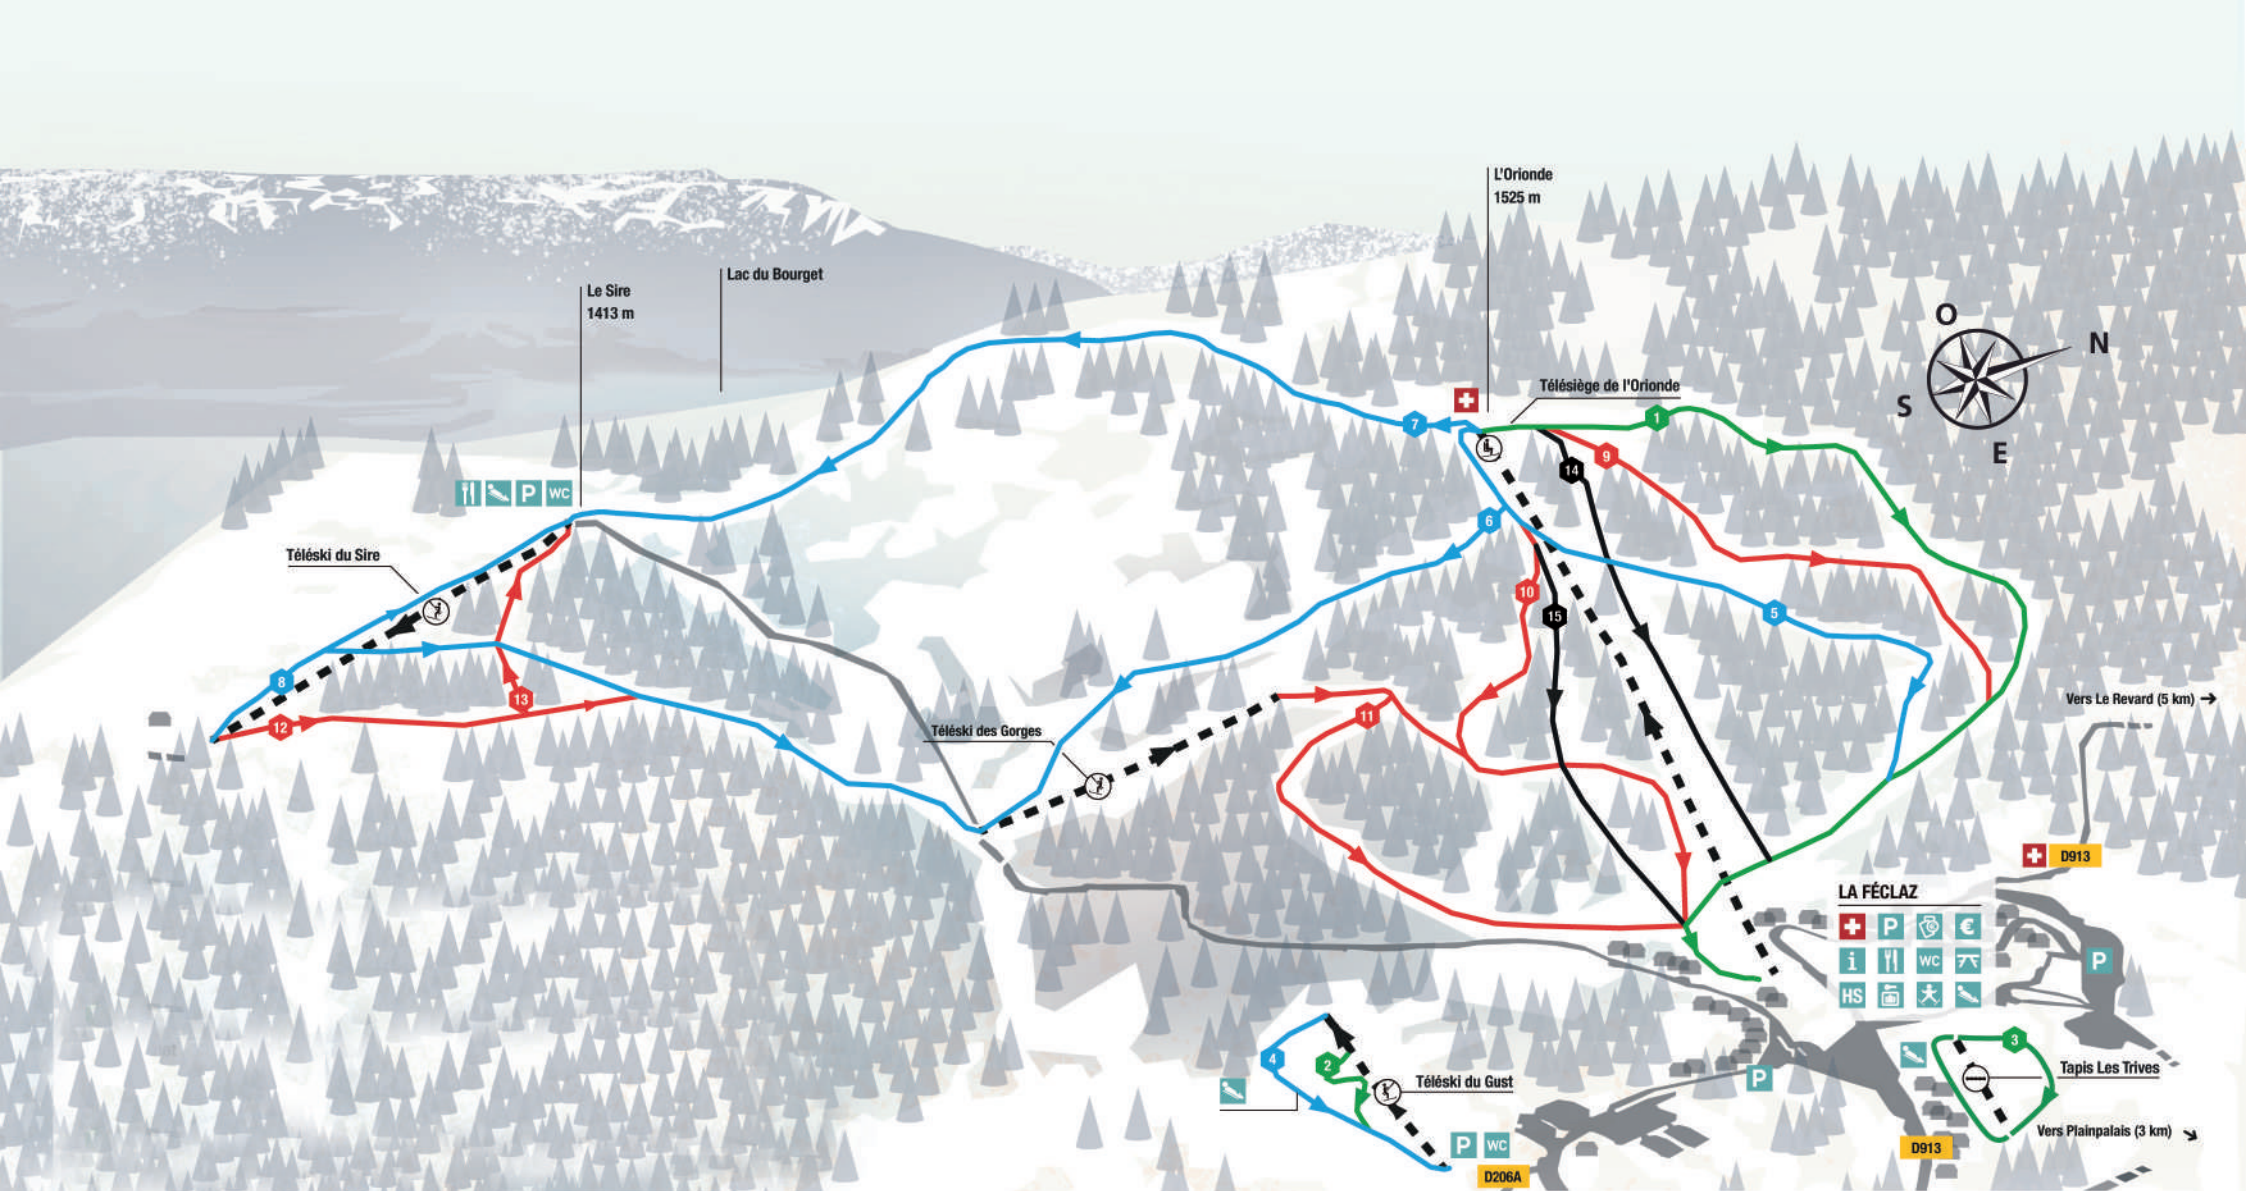 L'Orionde
1525 m
Lac du Bourget
Le Sire
1413 m
O
N
S
E
Télésiège de l'Orionde
1
7
9
14
P
WC
6
Téléski du Sire
10
15
5
8
13
12
11
Téléski des Gorges
Vers Le Revard (5 km)
D913
LA FÉCLAZ
P
€
i
WC
HS
P
P
3
Tapis Les Trives
4
2
Téléski du Gust
Vers Plainpalais (3 km)
D913
P
WC
D206A